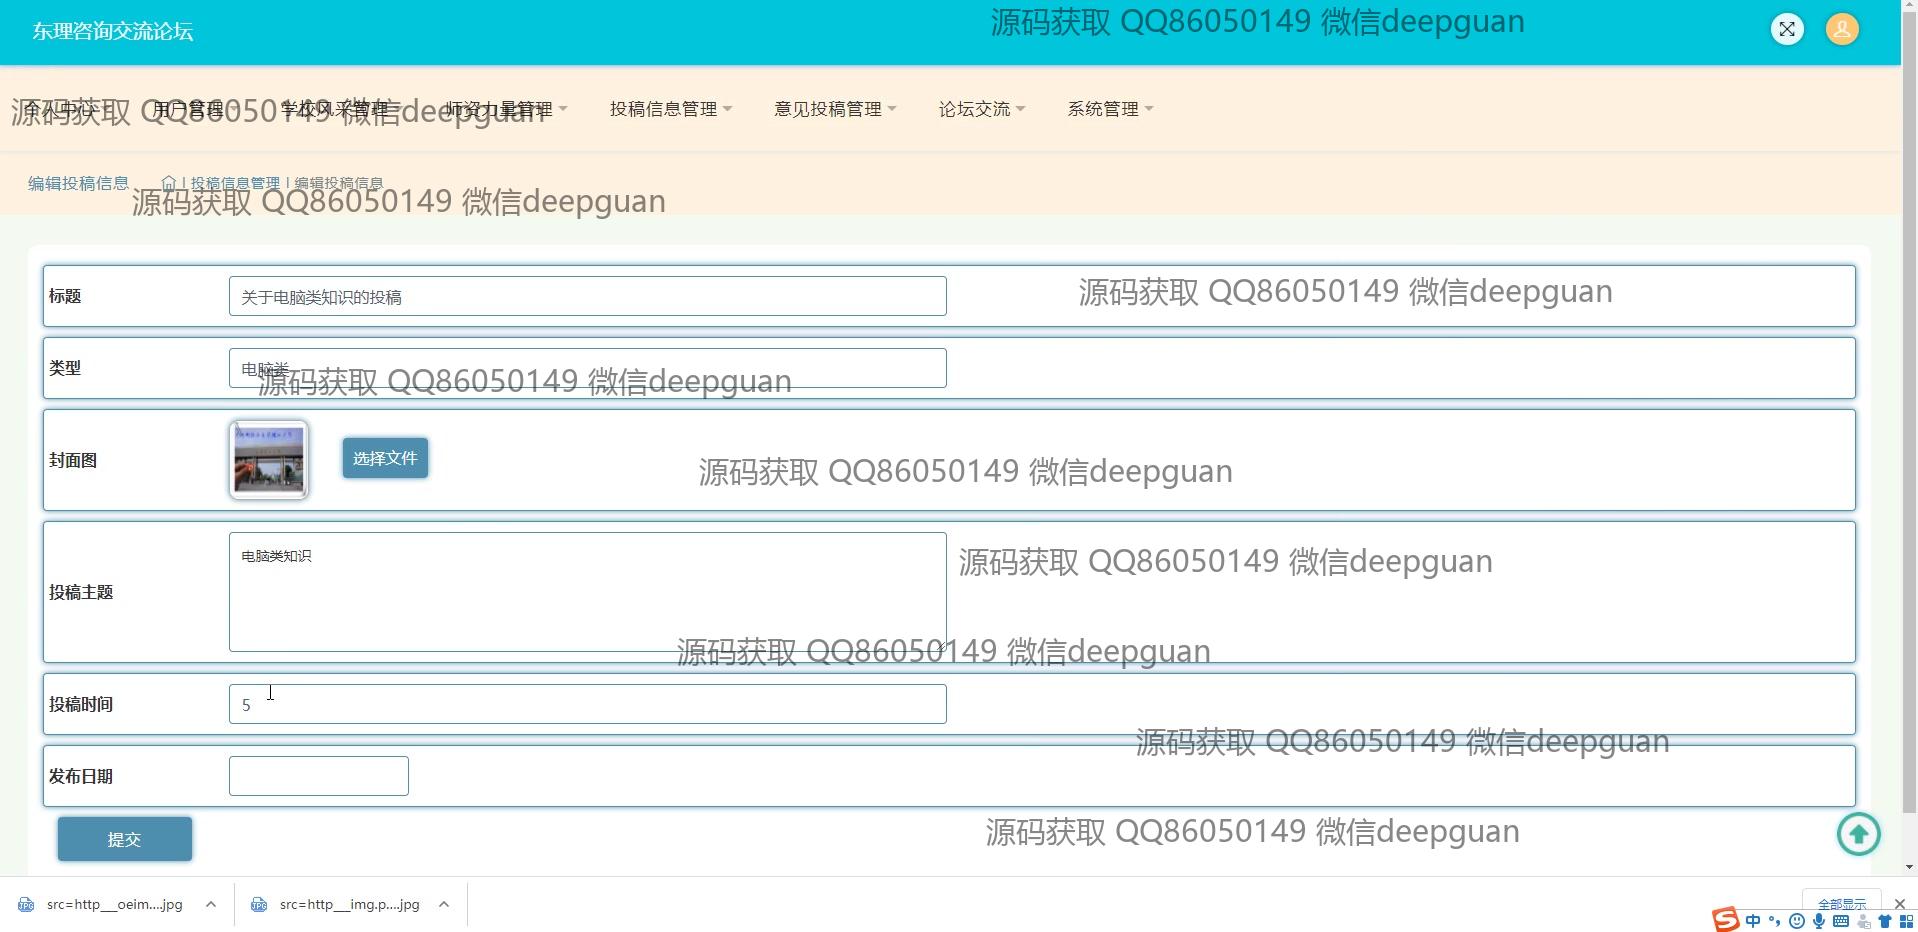 东理咨询交流论坛
源码获取 QQ86050149 微信deepguan
个人中心 用户管理 学校风采管理 师资力量管理 投稿信息管理 意见投稿管理 论坛交流 系统管理
源码获取 QQ86050149 微信deepguan
编辑投稿信息 | 投稿信息管理 | 编辑投稿信息
源码获取 QQ86050149 微信deepguan
标题 关于电脑类知识的投稿
源码获取 QQ86050149 微信deepguan
类型 电脑类
源码获取 QQ86050149 微信deepguan
封面图 选择文件
源码获取 QQ86050149 微信deepguan
投稿主题 电脑类知识
源码获取 QQ86050149 微信deepguan
源码获取 QQ86050149 微信deepguan
投稿时间 5
源码获取 QQ86050149 微信deepguan
发布日期
提交
源码获取 QQ86050149 微信deepguan
src=http___oeim....jpg src=http___img.p....jpg 全部显示
中